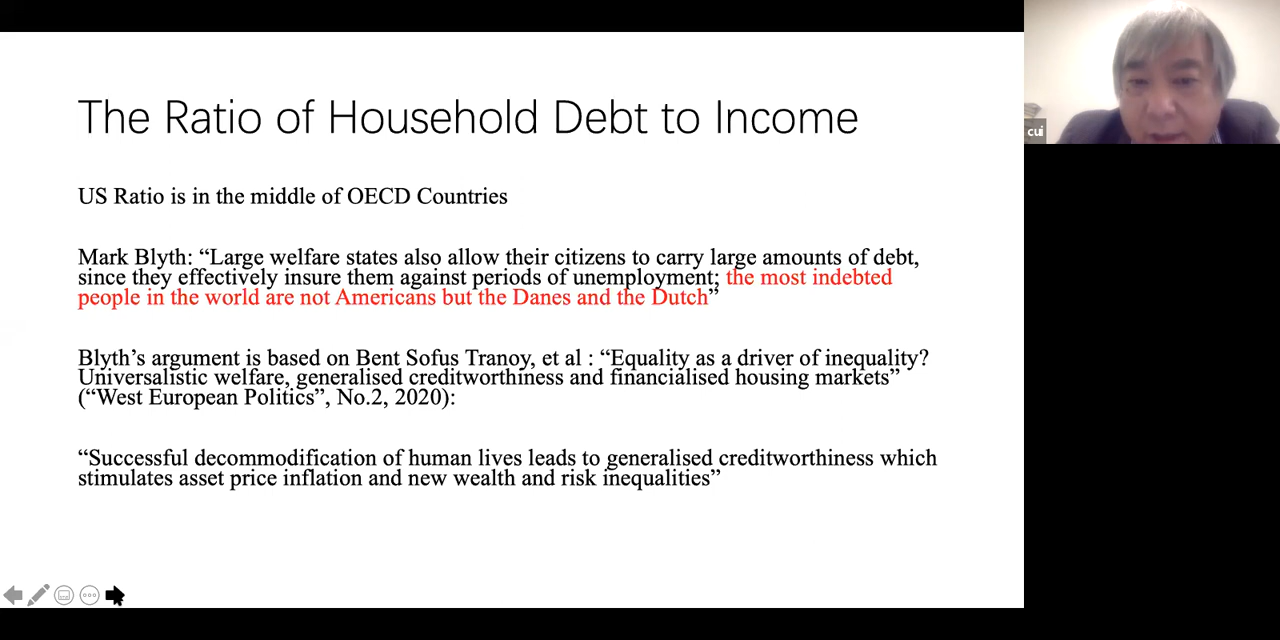 The Ratio of Household Debt to Income
US Ratio is in the middle of OECD Countries
Mark Blyth: “Large welfare states also allow their citizens to carry large amounts of debt,
since they effectively insure them against periods of unemployment; the most indebted
people in the world are not Americans but the Danes and the Dutch”
Blyth’s argument is based on Bent Sofus Tranoy, et al : “Equality as a driver of inequality?
Universalistic welfare, generalised creditworthiness and financialised housing markets”
(“West European Politics”, No.2, 2020):
“Successful decommodification of human lives leads to generalised creditworthiness which
stimulates asset price inflation and new wealth and risk inequalities”
cui